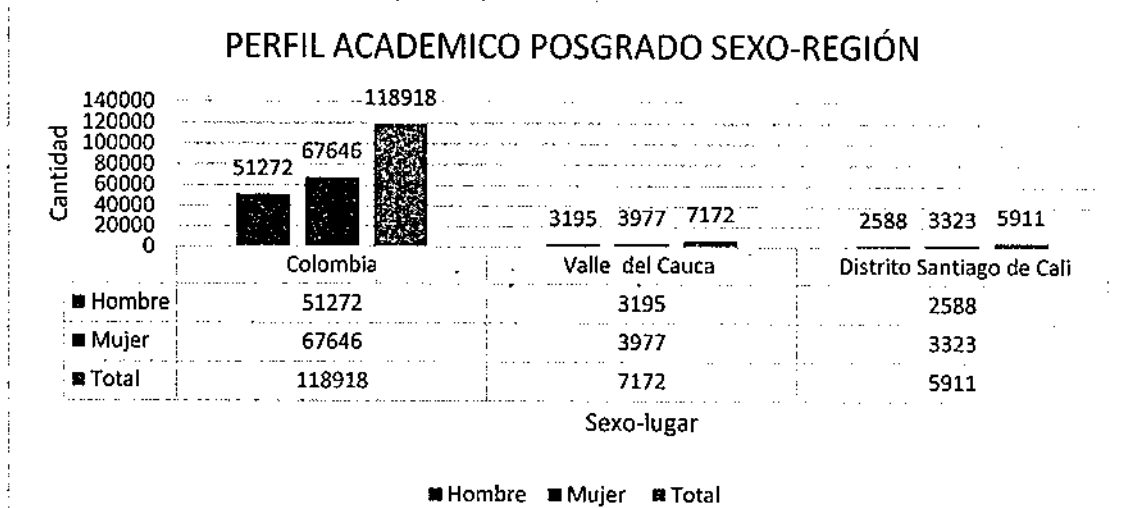 PERFIL ACADEMICO POSGRADO SEXO-REGIÓN
140000
120000
100000
80000
60000
40000
20000
0
Cantidad
51272 67646 118918
3195 3977 7172
2588 3323 5911
Colombia Valle del Cauca Distrito Santiago de Cali
Hombre 51272 3195 2588
Mujer 67646 3977 3323
Total 118918 7172 5911
Sexo-lugar
Hombre Mujer Total